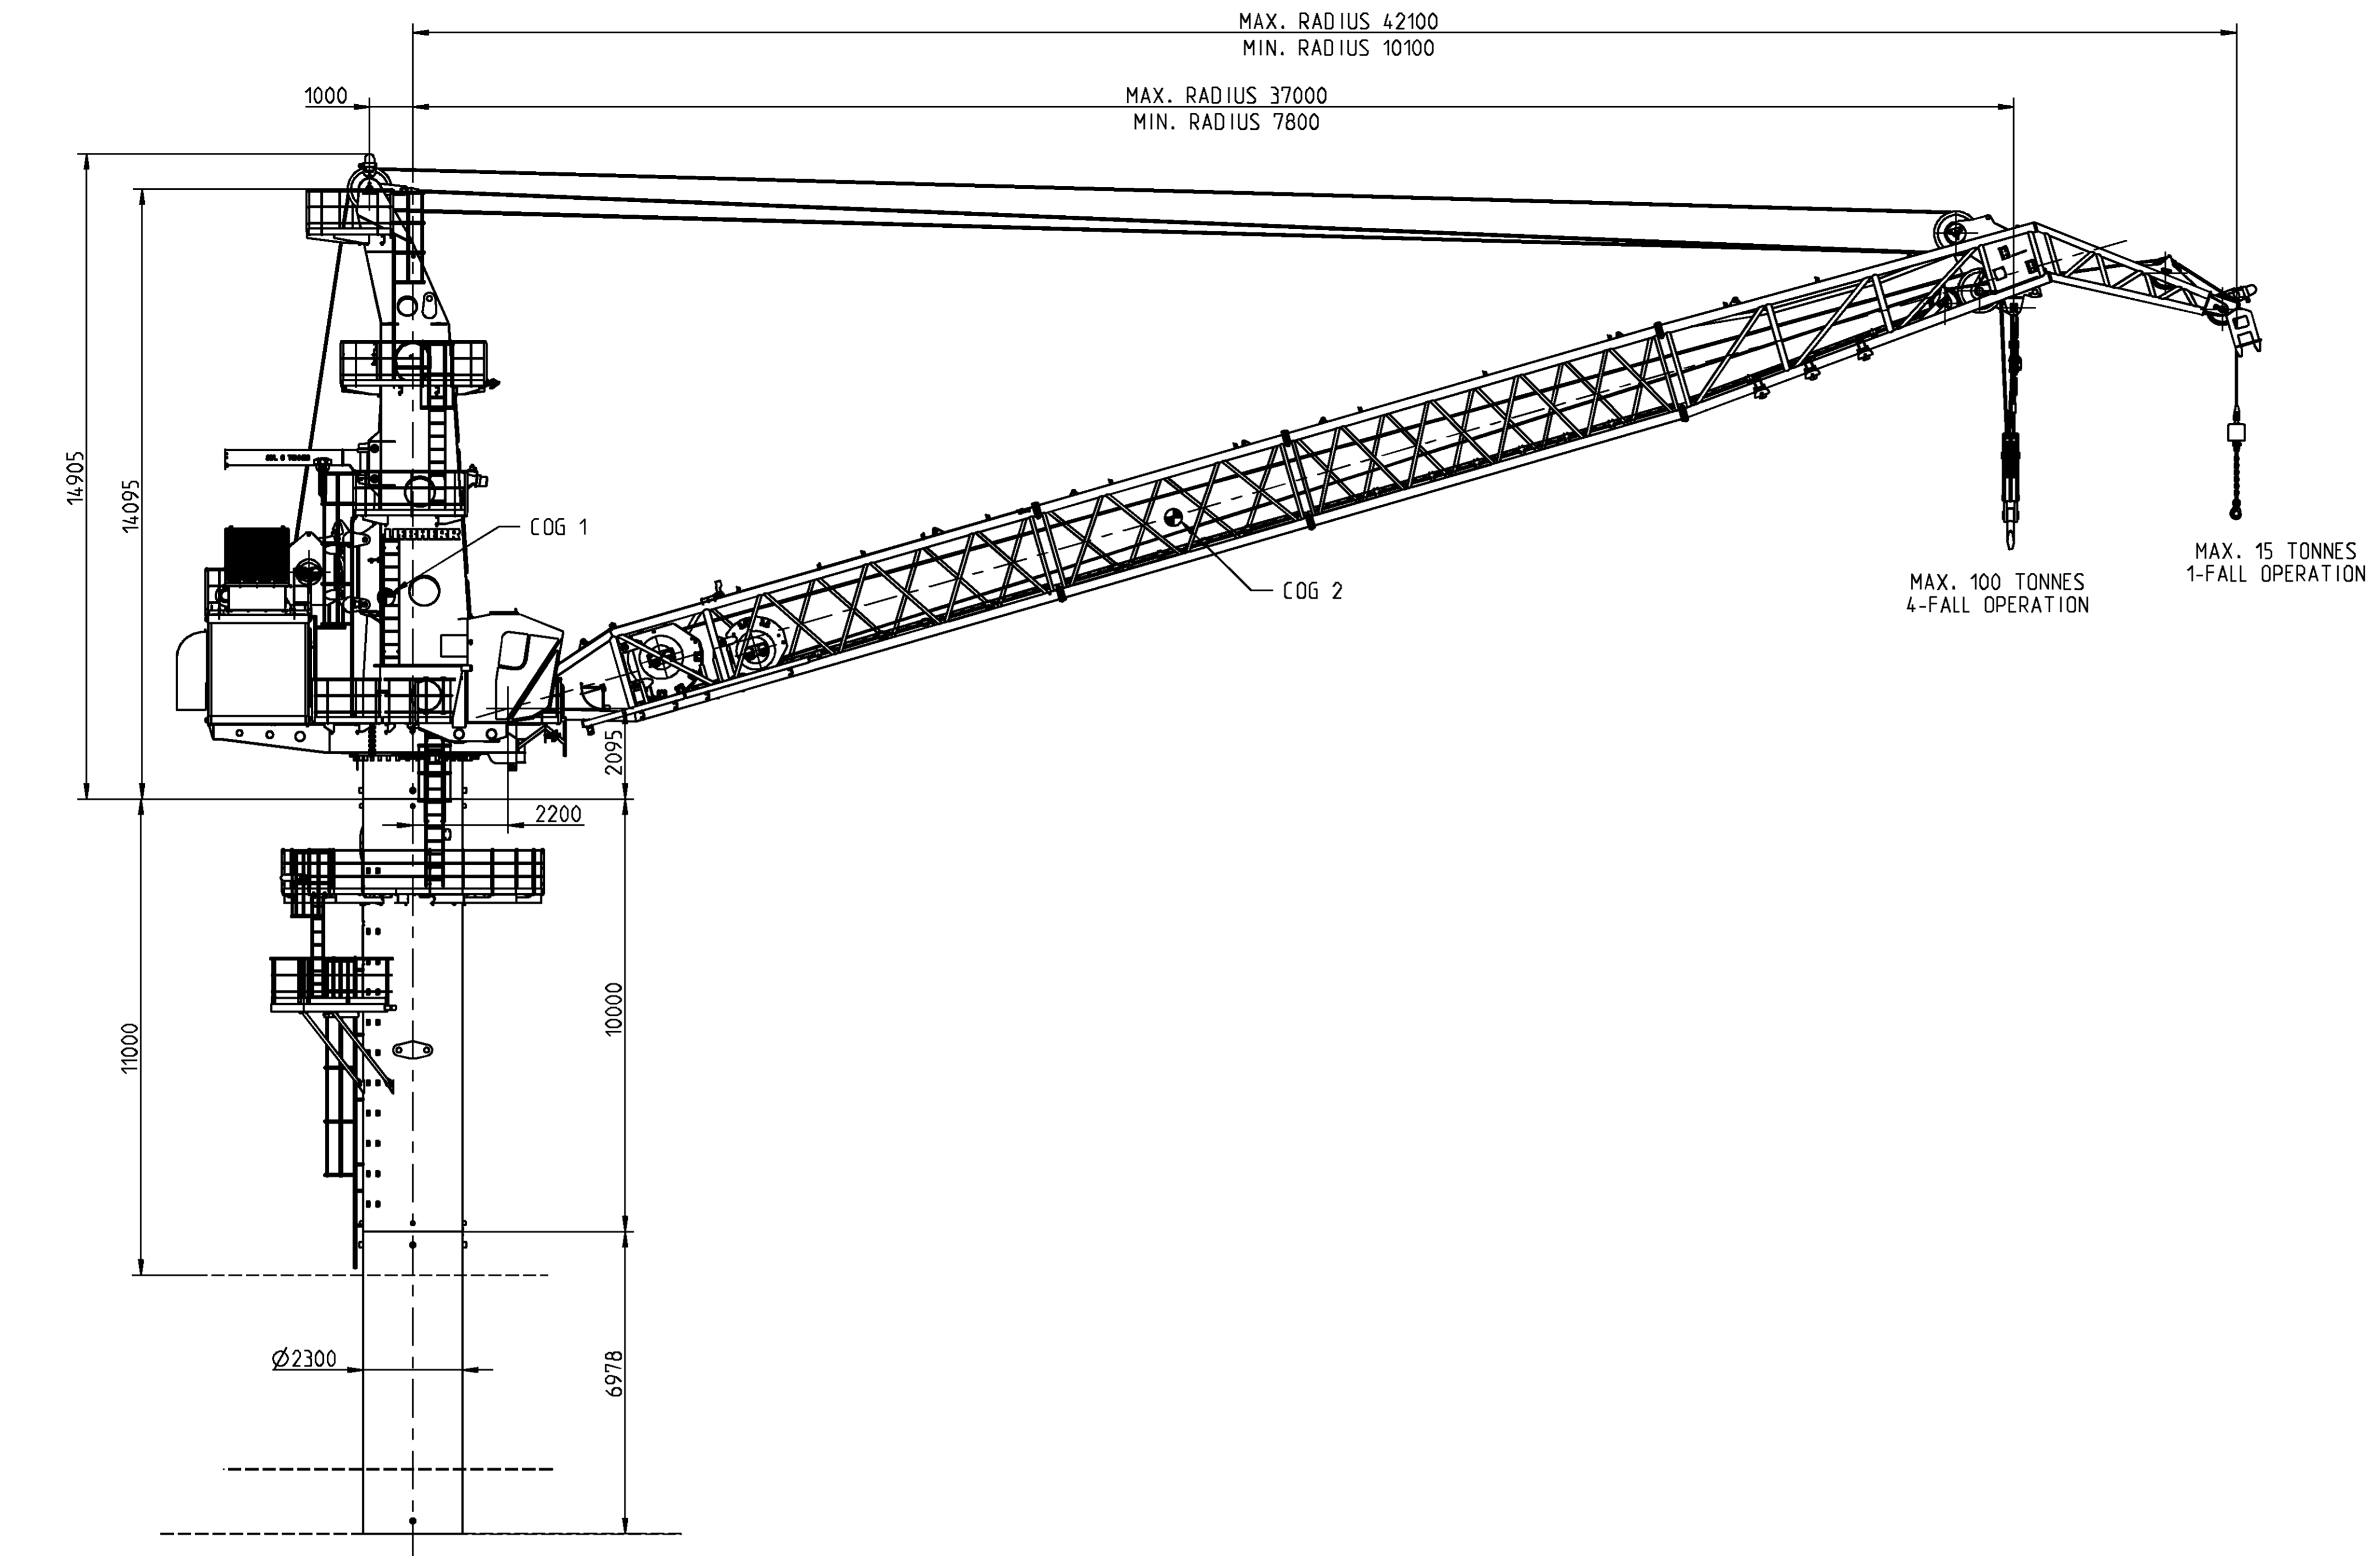 MAX. RADIUS 42100
MIN. RADIUS 10100
1000
MAX. RADIUS 37000
MIN. RADIUS 7800
14905
14095
COG 1
COG 2
MAX. 15 TONNES
1-FALL OPERATION
MAX. 100 TONNES
4-FALL OPERATION
2095
2200
11000
10000
Ø2300
6978